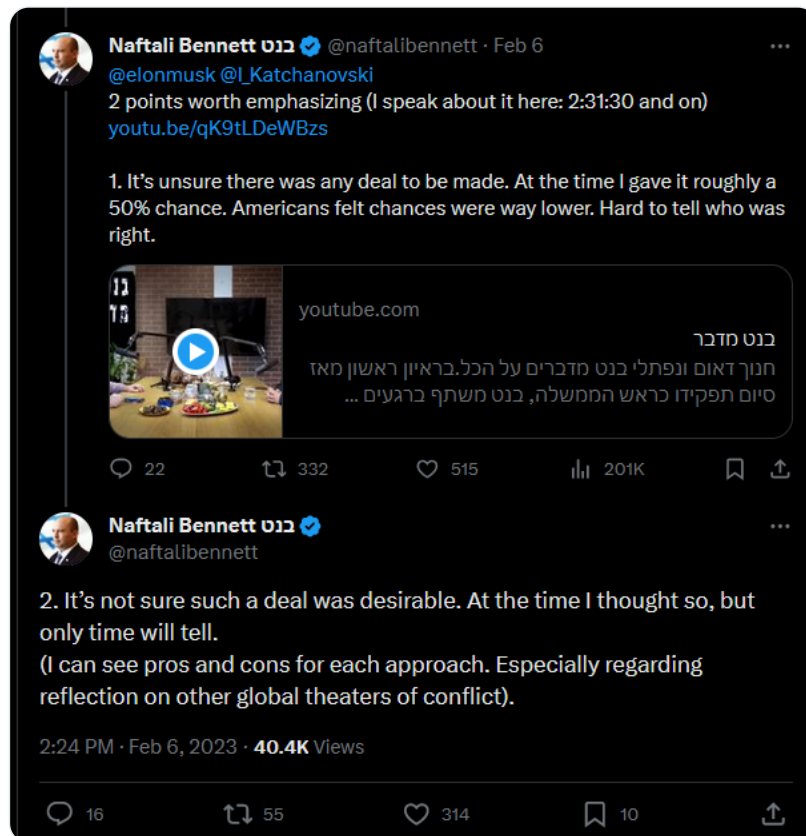 Naftali Bennett בנט @naftalibennett · Feb 6
@elonmusk @I_Katchanovski
2 points worth emphasizing (I speak about it here: 2:31:30 and on)
youtu.be/qK9tLDeWBzs
1. It’s unsure there was any deal to be made. At the time I gave it roughly a
50% chance. Americans felt chances were way lower. Hard to tell who was
right.
youtube.com
בנט מדבר
חנוך דאום ונפתלי בנט מדברים על הכל.בראיון ראשון מאז
סיום תפקידו כראש הממשלה, בנט משתף ברגעים ...
22 332 515 201K
Naftali Bennett בנט
@naftalibennett
2. It’s not sure such a deal was desirable. At the time I thought so, but
only time will tell.
(I can see pros and cons for each approach. Especially regarding
reflection on other global theaters of conflict).
2:24 PM · Feb 6, 2023 · 40.4K Views
16 55 314 10